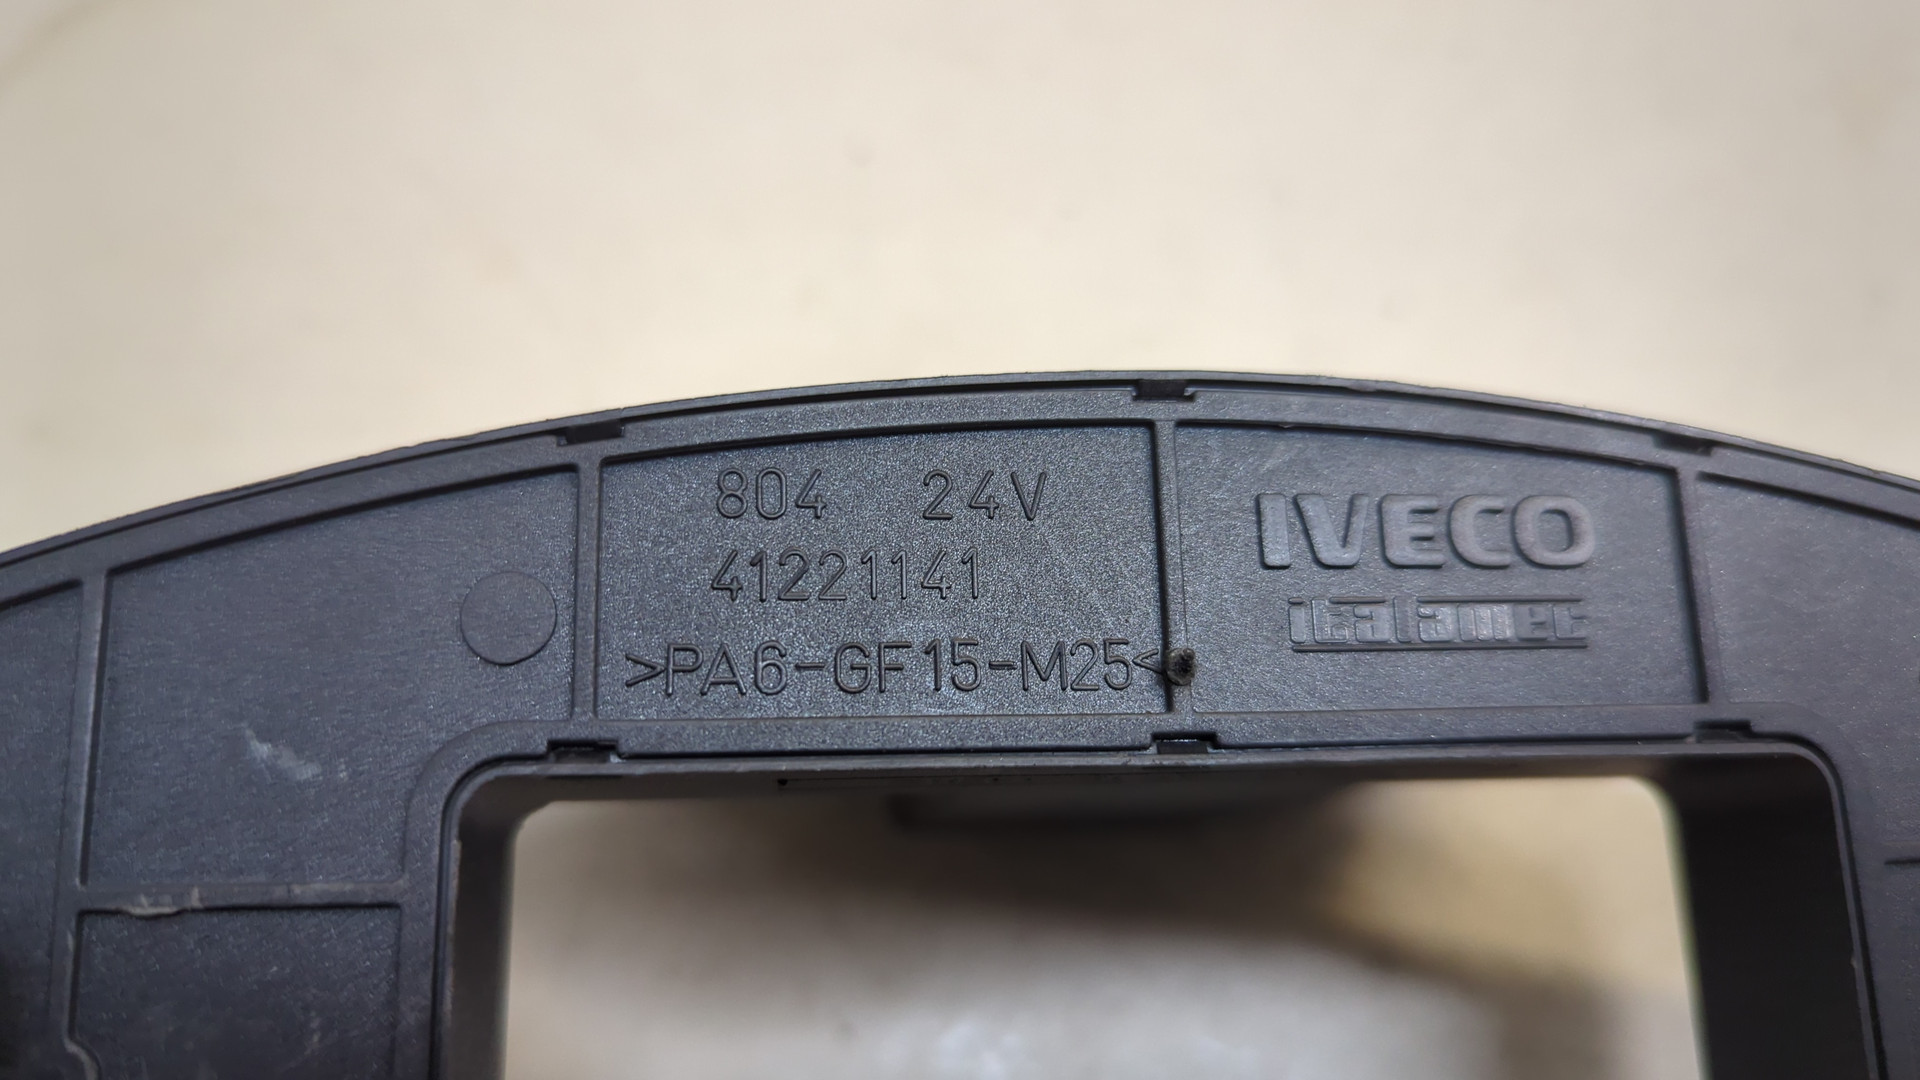 804 24V
41221141
>PA6-GF15-M25<
IVECO
italamec